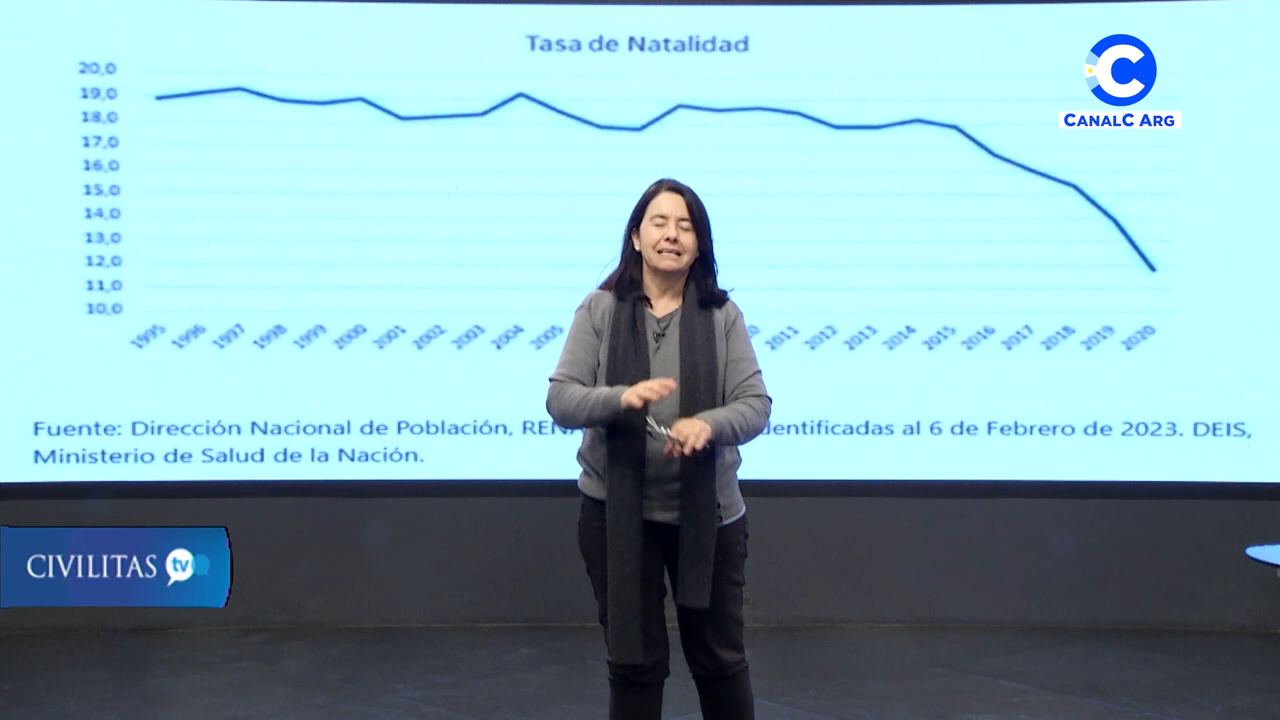 Tasa de Natalidad
C
CANALC ARG
20,0
19,0
18,0
17,0
16,0
15,0
14,0
13,0
12,0
11,0
10,0
1995 1996 1997 1998 1999 2000 2001 2002 2003 2004 2005 2011 2012 2013 2014 2015 2016 2017 2018 2019 2020
Fuente: Dirección Nacional de Población, dentificadas al 6 de Febrero de 2023. DEIS,
Ministerio de Salud de la Nación.
CIVILITAS tv